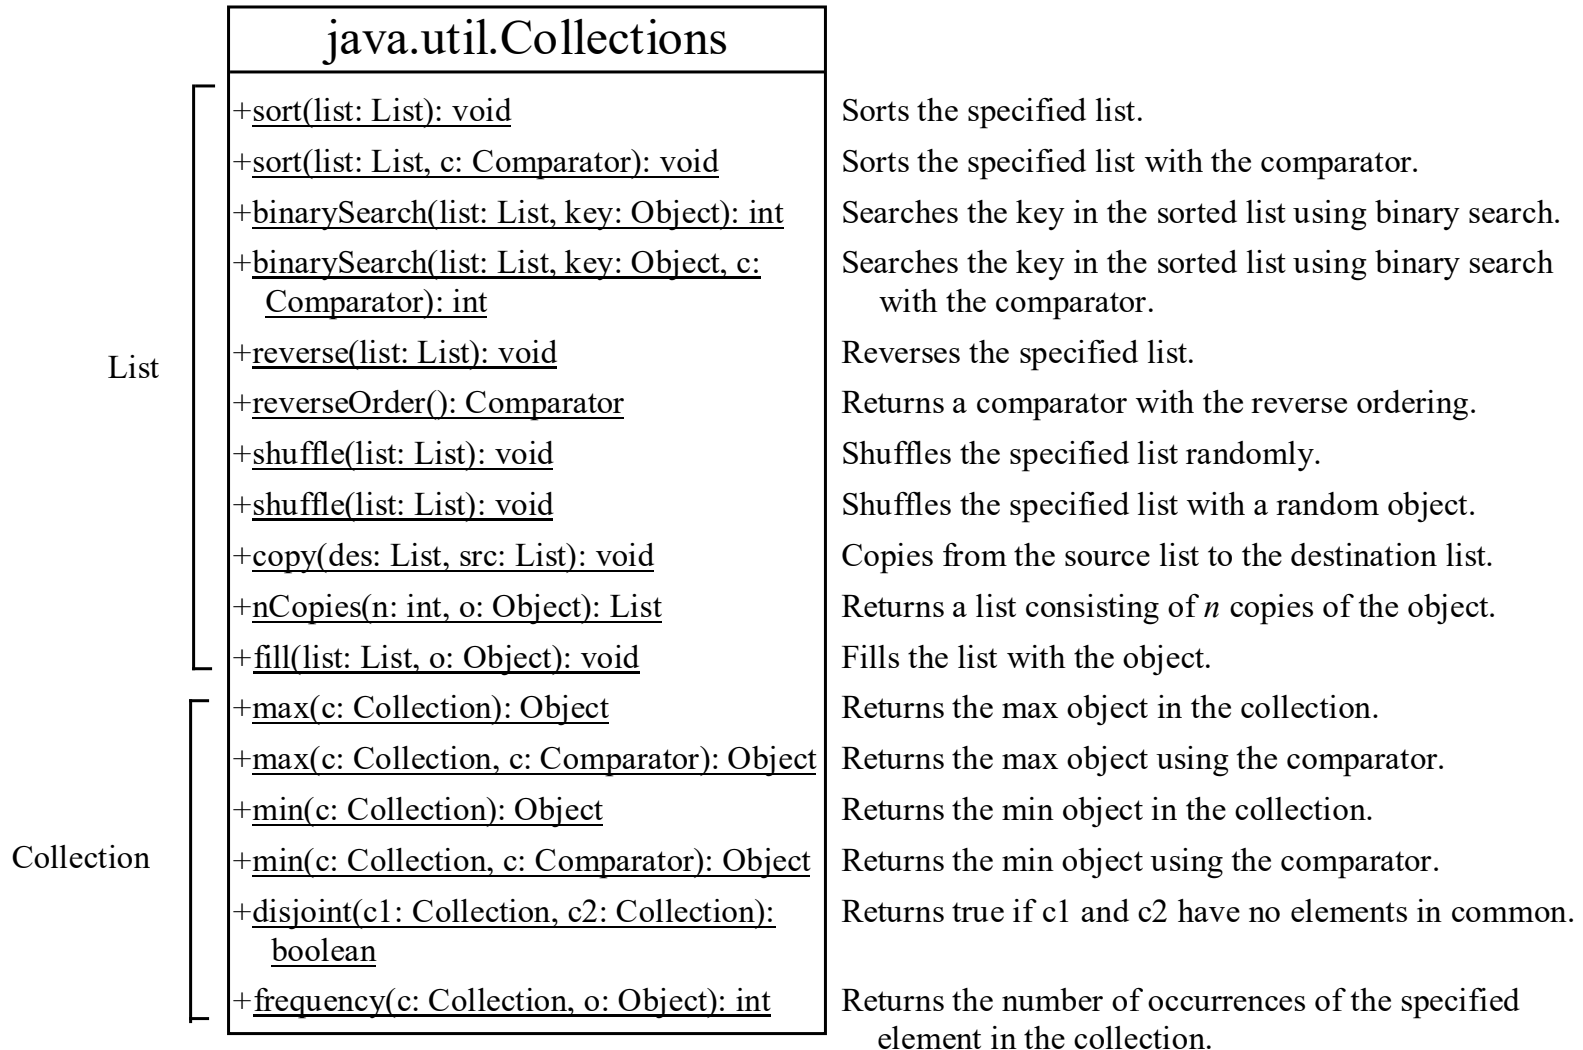 java.util.Collections
List
+sort(list: List): void Sorts the specified list.
+sort(list: List, c: Comparator): void Sorts the specified list with the comparator.
+binarySearch(list: List, key: Object): int Searches the key in the sorted list using binary search.
+binarySearch(list: List, key: Object, c: Searches the key in the sorted list using binary search
Comparator): int with the comparator.
+reverse(list: List): void Reverses the specified list.
+reverseOrder(): Comparator Returns a comparator with the reverse ordering.
+shuffle(list: List): void Shuffles the specified list randomly.
+shuffle(list: List): void Shuffles the specified list with a random object.
+copy(des: List, src: List): void Copies from the source list to the destination list.
+nCopies(n: int, o: Object): List Returns a list consisting of n copies of the object.
+fill(list: List, o: Object): void Fills the list with the object.
Collection
+max(c: Collection): Object Returns the max object in the collection.
+max(c: Collection, c: Comparator): Object Returns the max object using the comparator.
+min(c: Collection): Object Returns the min object in the collection.
+min(c: Collection, c: Comparator): Object Returns the min object using the comparator.
+disjoint(c1: Collection, c2: Collection): Returns true if c1 and c2 have no elements in common.
boolean
+frequency(c: Collection, o: Object): int Returns the number of occurrences of the specified
element in the collection.